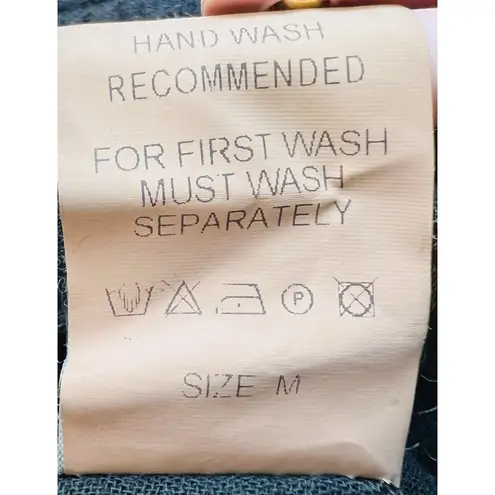 HAND WASH
RECOMMENDED
FOR FIRST WASH
MUST WASH
SEPARATELY
P
SIZE M